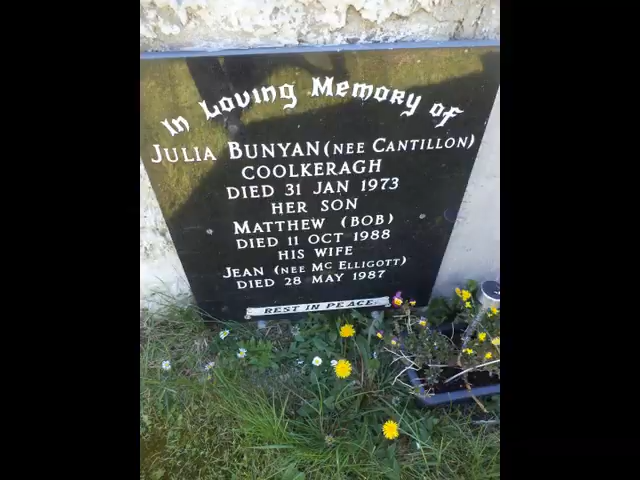 In Loving Memory of
JULIA BUNYAN (NEE CANTILLON)
COOLKERAGH
DIED 31 JAN 1973
HER SON
MATTHEW (BOB)
DIED 11 OCT 1988
HIS WIFE
JEAN (NEE MC ELLIGOTT)
DIED 28 MAY 1987
REST IN PEACE.